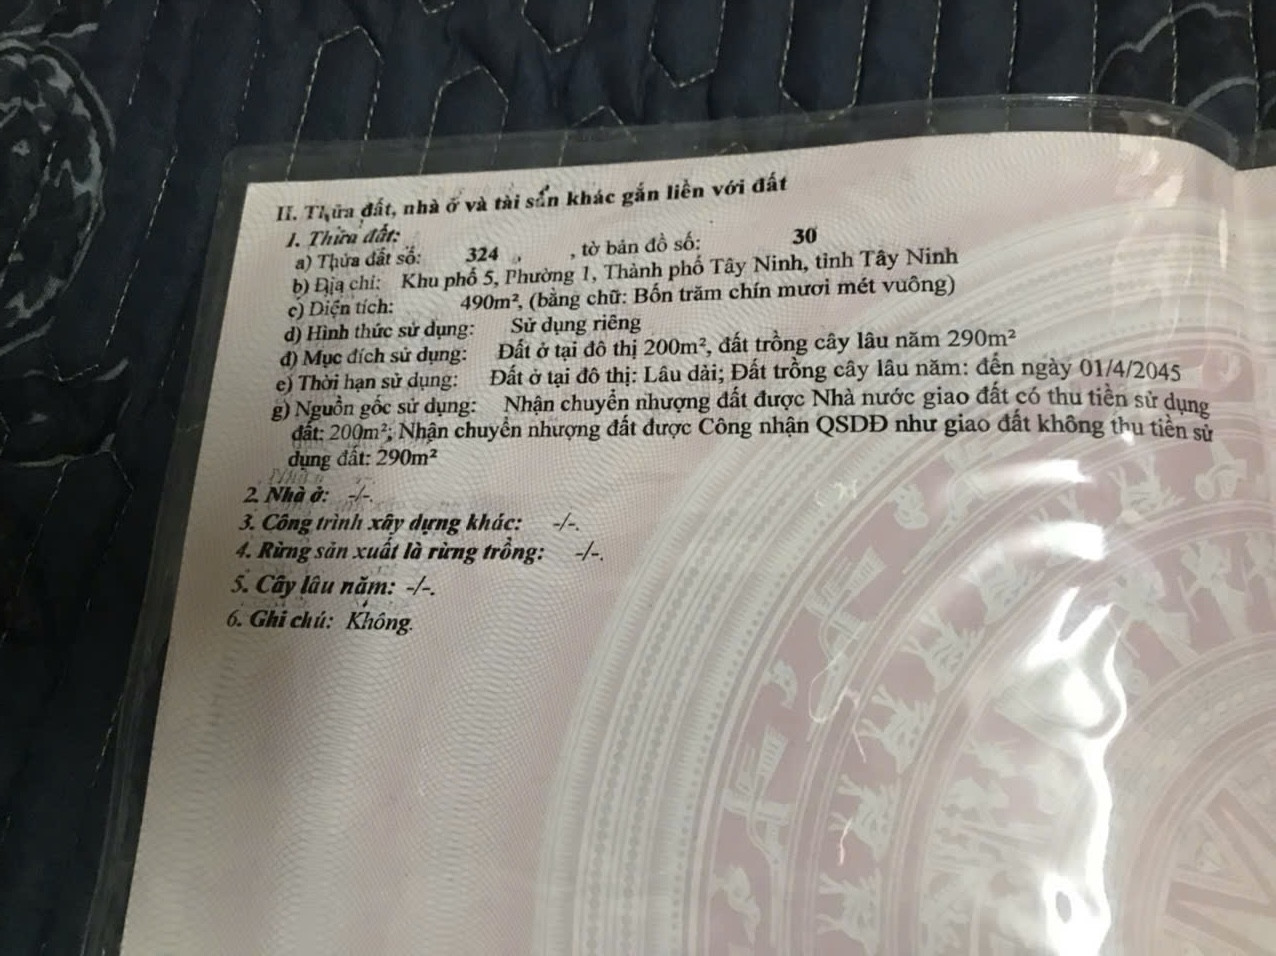 II. Thửa đất, nhà ở và tài sản khác gắn liền với đất
1. Thửa đất:
a) Thửa đất số: 324 , , tờ bản đồ số: 30
b) Địa chỉ: Khu phố 5, Phường 1, Thành phố Tây Ninh, tỉnh Tây Ninh
c) Diện tích: 490m², (bằng chữ: Bốn trăm chín mươi mét vuông)
d) Hình thức sử dụng: Sử dụng riêng
đ) Mục đích sử dụng: Đất ở tại đô thị 200m², đất trồng cây lâu năm 290m²
e) Thời hạn sử dụng: Đất ở tại đô thị: Lâu dài; Đất trồng cây lâu năm: đến ngày 01/4/2045
g) Nguồn gốc sử dụng: Nhận chuyển nhượng đất được Nhà nước giao đất có thu tiền sử dụng
đất: 200m²; Nhận chuyển nhượng đất được Công nhận QSDĐ như giao đất không thu tiền sử
dụng đất: 290m²
2. Nhà ở: -/-.
3. Công trình xây dựng khác: -/-.
4. Rừng sản xuất là rừng trồng: -/-.
5. Cây lâu năm: -/-.
6. Ghi chú: Không.